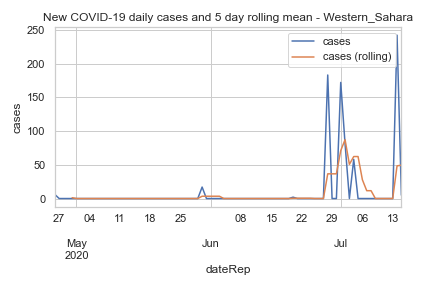 New COVID-19 daily cases and 5 day rolling mean - Western_Sahara
cases
cases (rolling)
250
200
150
100
50
0
cases
27 04 11 18 25 08 15 22 29 06 13
May Jun Jul
2020
dateRep